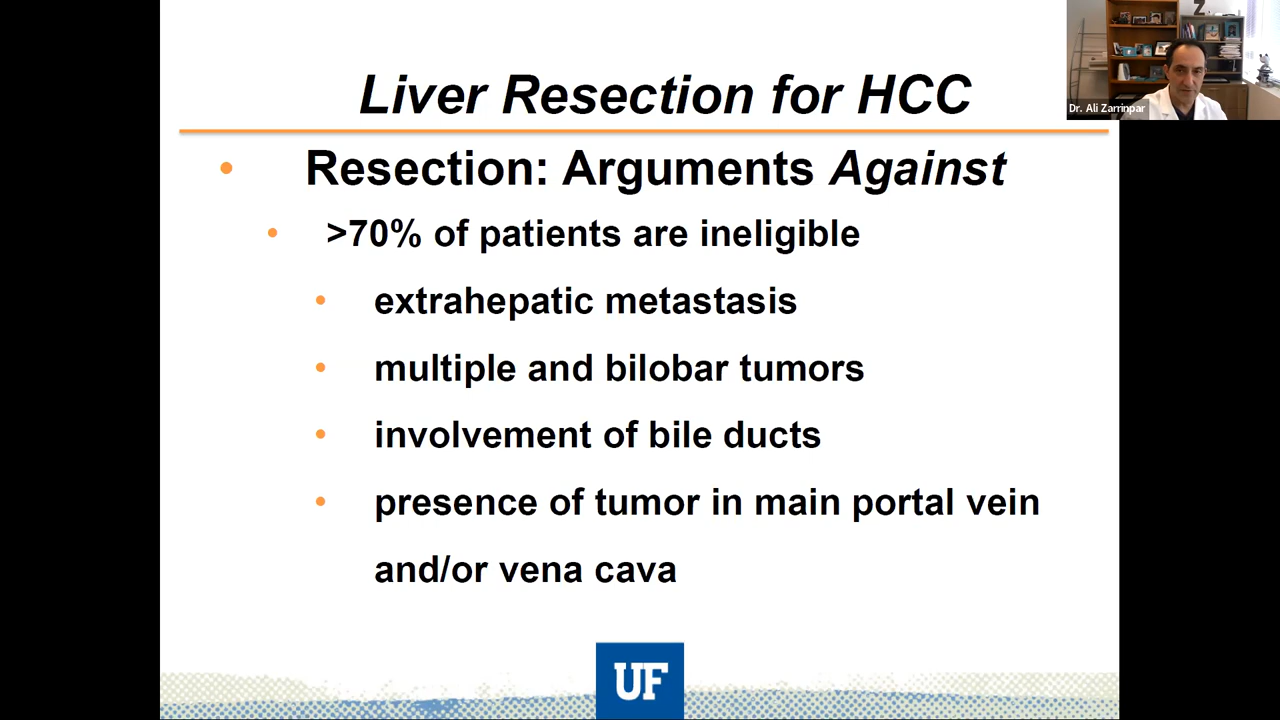 Liver Resection for HCC
Dr. Ali Zarrinpar
• Resection: Arguments Against
• >70% of patients are ineligible
• extrahepatic metastasis
• multiple and bilobar tumors
• involvement of bile ducts
• presence of tumor in main portal vein
and/or vena cava
UF